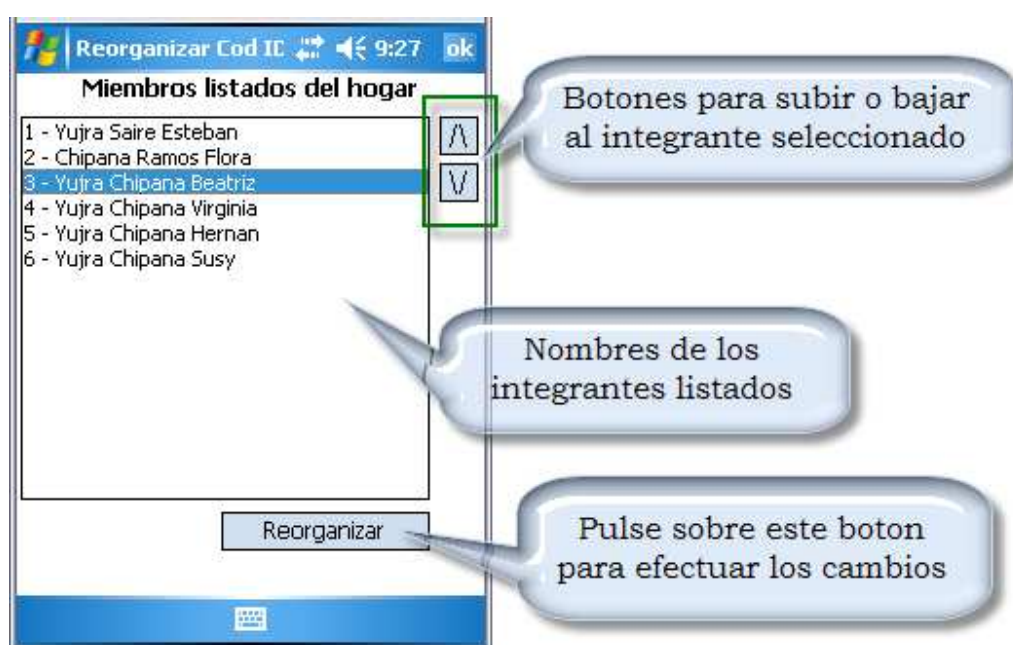 Reorganizar Cod IC 9:27 ok
Miembros listados del hogar
1 - Yujra Saire Esteban
2 - Chipana Ramos Flora
3 - Yujra Chipana Beatriz
4 - Yujra Chipana Virginia
5 - Yujra Chipana Hernan
6 - Yujra Chipana Susy
/\
\/
Reorganizar
Botones para subir o bajar
al integrante seleccionado
Nombres de los
integrantes listados
Pulse sobre este boton
para efectuar los cambios